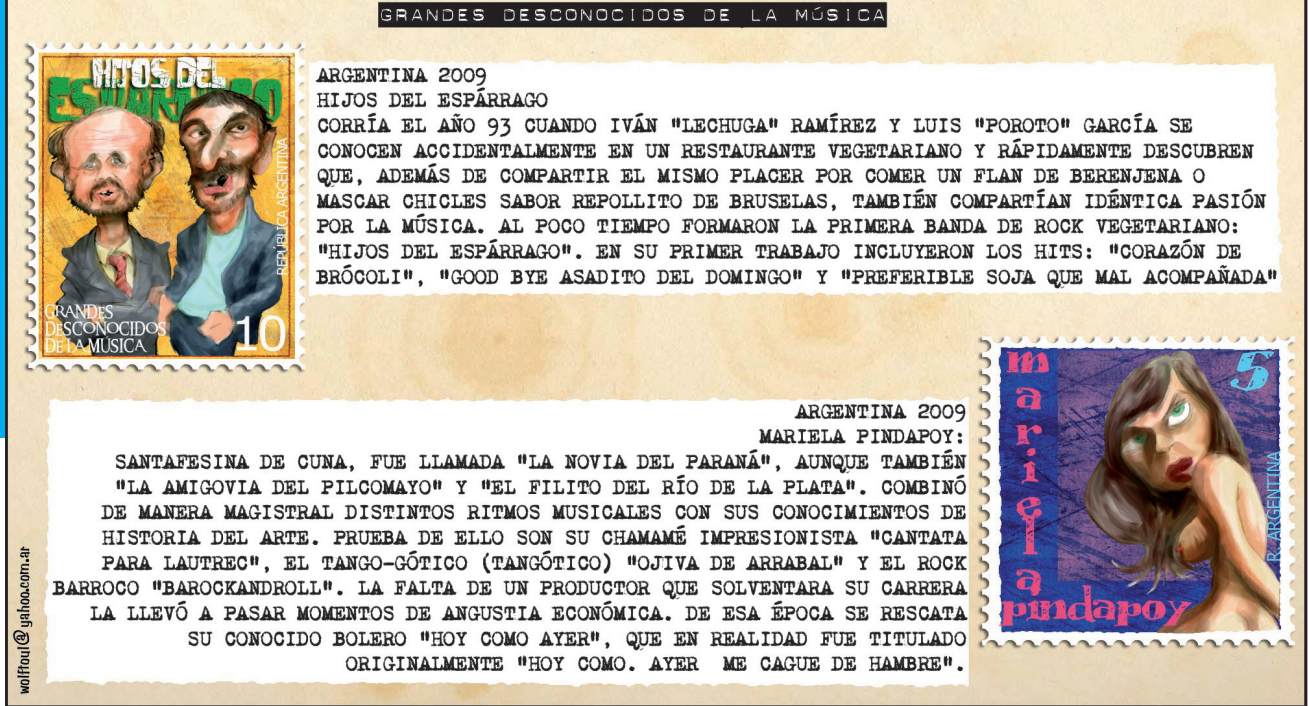 GRANDES DESCONOCIDOS DE LA MÚSICA
HIJOS DEL
ESPÁRRAGO
REPUBLICA ARGENTINA
GRANDES
DESCONOCIDOS
DE LA MÚSICA
10
ARGENTINA 2009
HIJOS DEL ESPÁRRAGO
CORRÍA EL AÑO 93 CUANDO IVÁN "LECHUGA" RAMÍREZ Y LUIS "POROTO" GARCÍA SE
CONOCEN ACCIDENTALMENTE EN UN RESTAURANTE VEGETARIANO Y RÁPIDAMENTE DESCUBREN
QUE, ADEMÁS DE COMPARTIR EL MISMO PLACER POR COMER UN FLAN DE BERENJENA O
MASCAR CHICLES SABOR REPOLLITO DE BRUSELAS, TAMBIÉN COMPARTÍAN IDÉNTICA PASIÓN
POR LA MÚSICA. AL POCO TIEMPO FORMARON LA PRIMERA BANDA DE ROCK VEGETARIANO:
"HIJOS DEL ESPÁRRAGO". EN SU PRIMER TRABAJO INCLUYERON LOS HITS: "CORAZÓN DE
BRÓCOLI", "GOOD BYE ASADITO DEL DOMINGO" Y "PREFERIBLE SOJA QUE MAL ACOMPAÑADA"
ARGENTINA 2009
MARIELA PINDAPOY:
SANTAFESINA DE CUNA, FUE LLAMADA "LA NOVIA DEL PARANÁ", AUNQUE TAMBIÉN
"LA AMIGOVIA DEL PILCOMAYO" Y "EL FILITO DEL RÍO DE LA PLATA". COMBINÓ
DE MANERA MAGISTRAL DISTINTOS RITMOS MUSICALES CON SUS CONOCIMIENTOS DE
HISTORIA DEL ARTE. PRUEBA DE ELLO SON SU CHAMAMÉ IMPRESIONISTA "CANTATA
PARA LAUTREC", EL TANGO-GÓTICO (TANGÓTICO) "OJIVA DE ARRABAL" Y EL ROCK
BARROCO "BAROCKANDROLL". LA FALTA DE UN PRODUCTOR QUE SOLVENTARA SU CARRERA
LA LLEVÓ A PASAR MOMENTOS DE ANGUSTIA ECONÓMICA. DE ESA ÉPOCA SE RESCATA
SU CONOCIDO BOLERO "HOY COMO AYER", QUE EN REALIDAD FUE TITULADO
ORIGINALMENTE "HOY COMO. AYER ME CAGUE DE HAMBRE".
mariela
pindapoy
5
R. ARGENTINA
wolffoyl@yahoo.com.ar